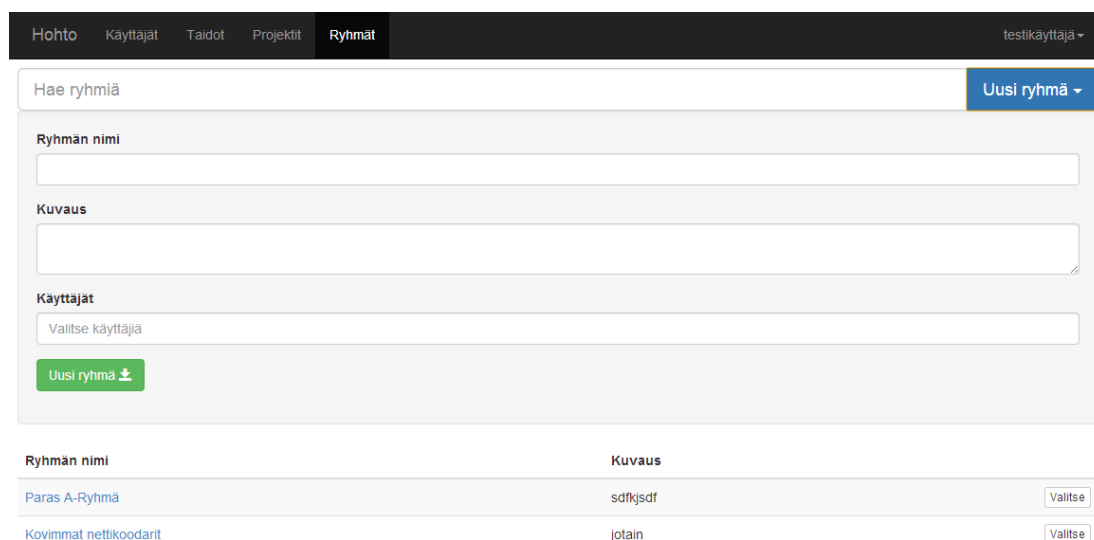 Hohto Käyttäjät Taidot Projektit Ryhmät testikäyttäjä
Hae ryhmiä Uusi ryhmä
Ryhmän nimi
Kuvaus
Käyttäjät
Valitse käyttäjiä
Uusi ryhmä
Ryhmän nimi Kuvaus
Paras A-Ryhmä sdfkjsdf Valitse
Kovimmat nettikoodarit jotain Valitse